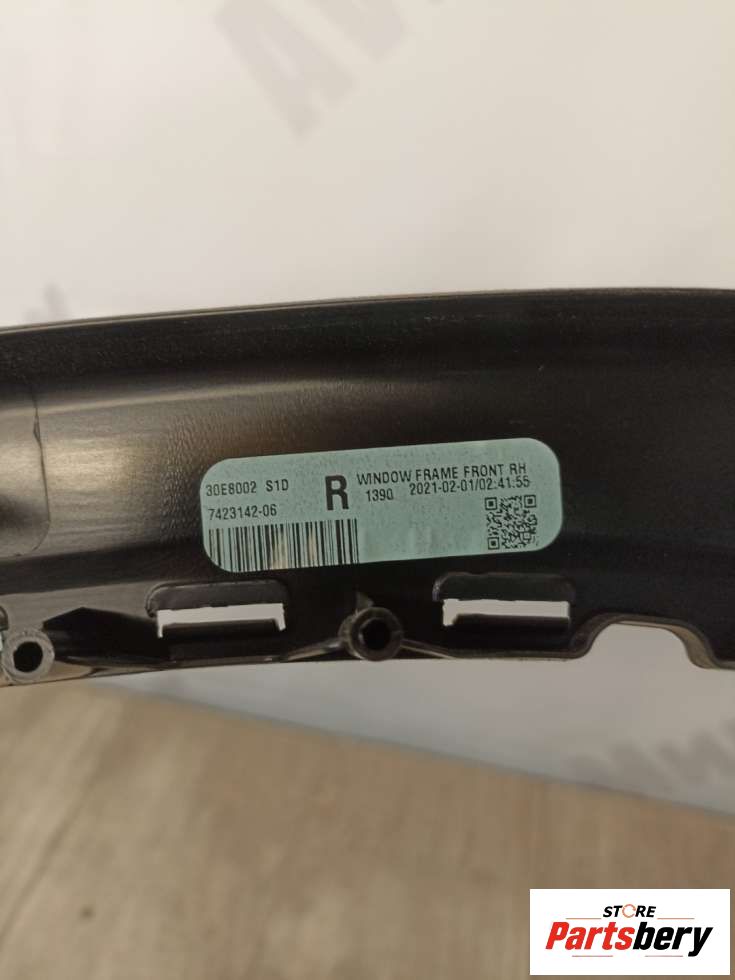 30E8002 S1D
7423142-06
R
WINDOW FRAME FRONT RH
1390 2021-02-01/02:41:55
STORE
Partsbery